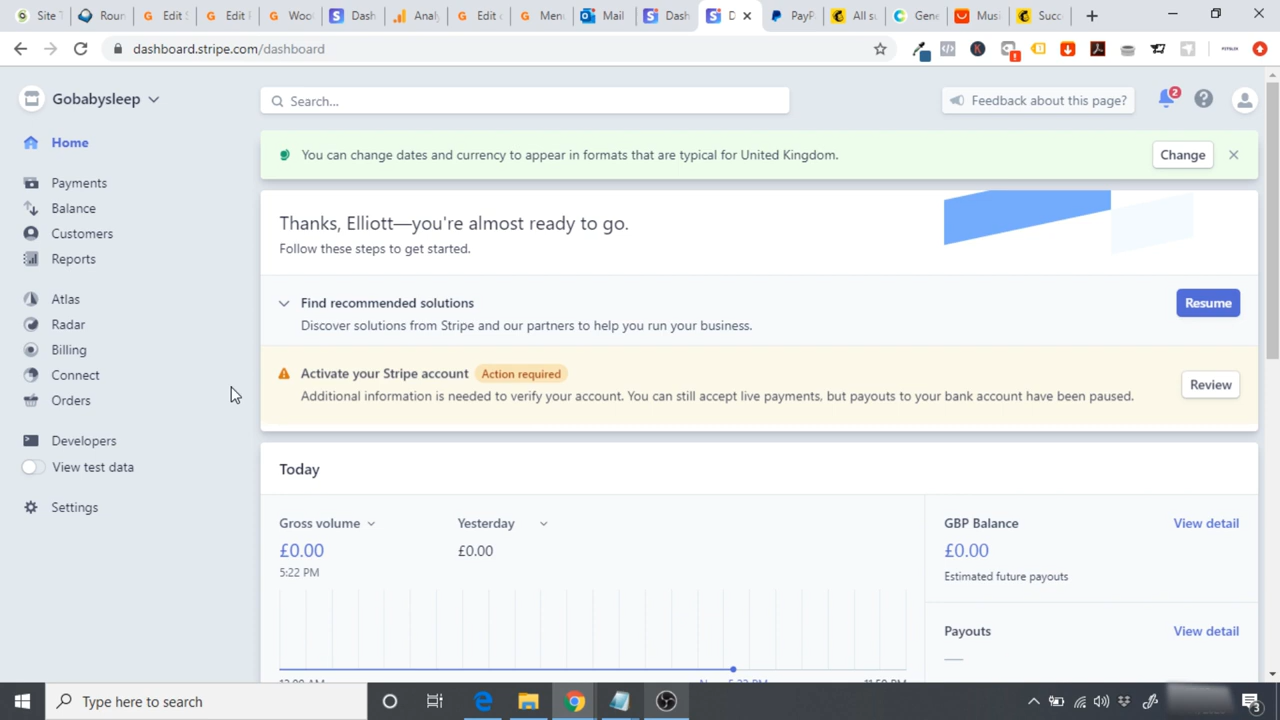 Site T
Roun
Edit S
Edit I
Woo
Dash
Analy
Edit c
Menu
Mail
Dash
D
PayP
All su
Gene
Musi
Succ
dashboard.stripe.com/dashboard
Gobabysleep
Search...
Feedback about this page?
2
Home
You can change dates and currency to appear in formats that are typical for United Kingdom.
Change
Payments
Balance
Customers
Reports
Thanks, Elliott—you're almost ready to go.
Follow these steps to get started.
Atlas
Radar
Billing
Connect
Orders
Find recommended solutions
Discover solutions from Stripe and our partners to help you run your business.
Resume
Activate your Stripe account
Action required
Additional information is needed to verify your account. You can still accept live payments, but payouts to your bank account have been paused.
Review
Developers
View test data
Settings
Today
Gross volume
Yesterday
£0.00
£0.00
5:22 PM
GBP Balance
View detail
£0.00
Estimated future payouts
Payouts
View detail
Type here to search
3